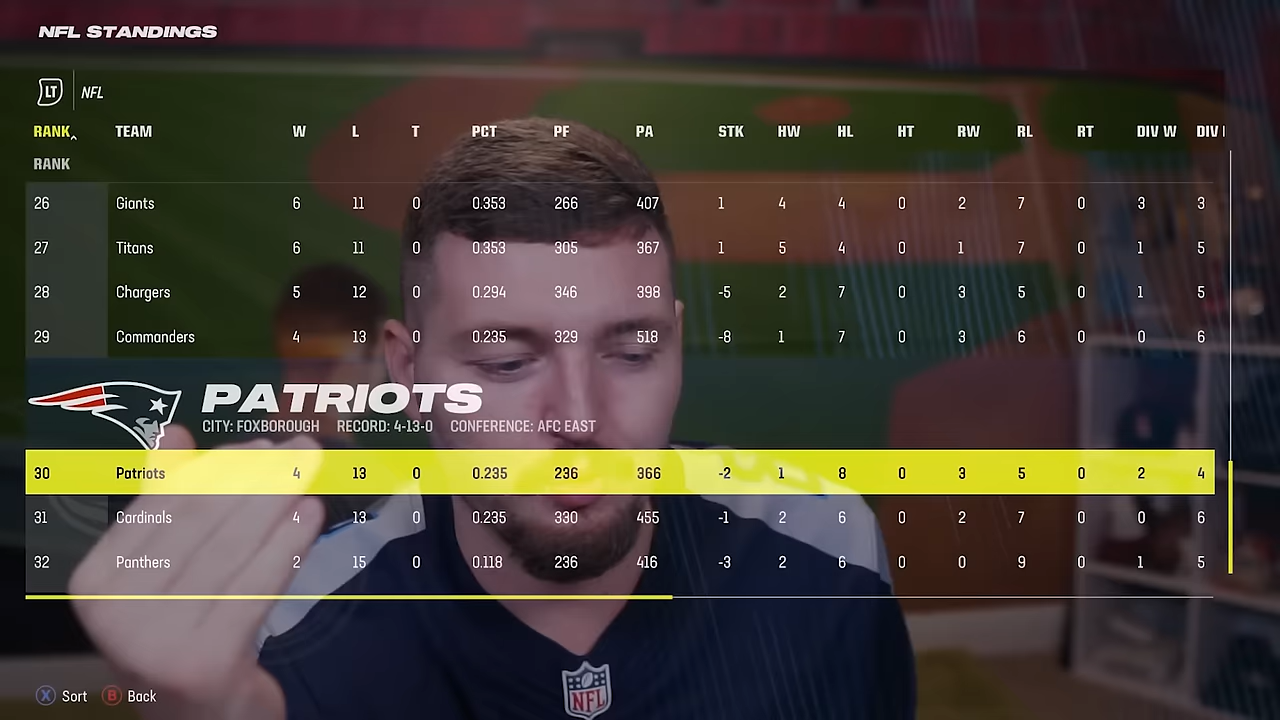 NFL STANDINGS
LT NFL
RANK TEAM W L T PCT PF PA STK HW HL HT RW RL RT DIV W DIV
RANK
26 Giants 6 11 0 0.353 266 407 1 4 4 0 2 7 0 3 3
27 Titans 6 11 0 0.353 305 367 1 5 4 0 1 7 0 1 5
28 Chargers 5 12 0 0.294 346 398 -5 2 7 0 3 5 0 1 5
29 Commanders 4 13 0 0.235 329 518 -8 1 7 0 3 6 0 0 6
PATRIOTS
CITY: FOXBOROUGH RECORD: 4-13-0 CONFERENCE: AFC EAST
30 Patriots 4 13 0 0.235 236 366 -2 1 8 0 3 5 0 2 4
31 Cardinals 4 13 0 0.235 330 455 -1 2 6 0 2 7 0 0 6
32 Panthers 2 15 0 0.118 236 416 -3 2 6 0 0 9 0 1 5
NFL
X Sort B Back